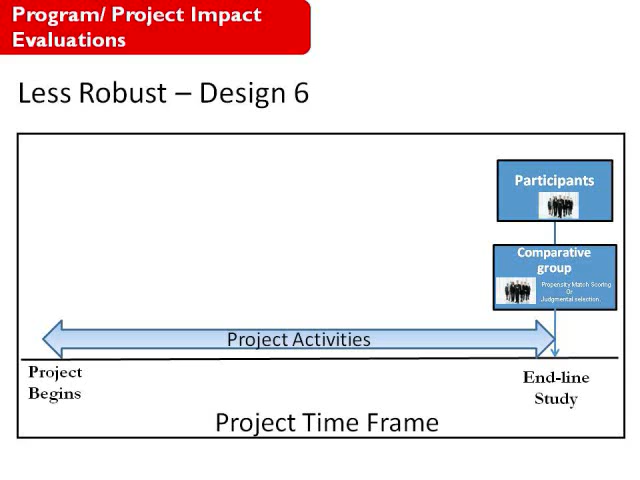 Program/ Project Impact
Evaluations
Less Robust – Design 6
Participants
Comparative
group
Propensity Match Scoring
Or
Judgmental selection.
Project Activities
Project
Begins
End-line
Study
Project Time Frame